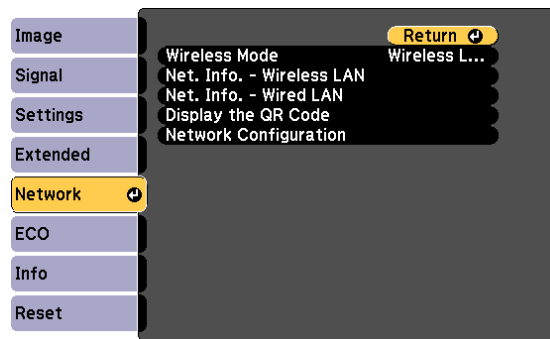 Image
Signal
Settings
Extended
Network
ECO
Info
Reset
Return
Wireless Mode Wireless L...
Net. Info. - Wireless LAN
Net. Info. - Wired LAN
Display the QR Code
Network Configuration